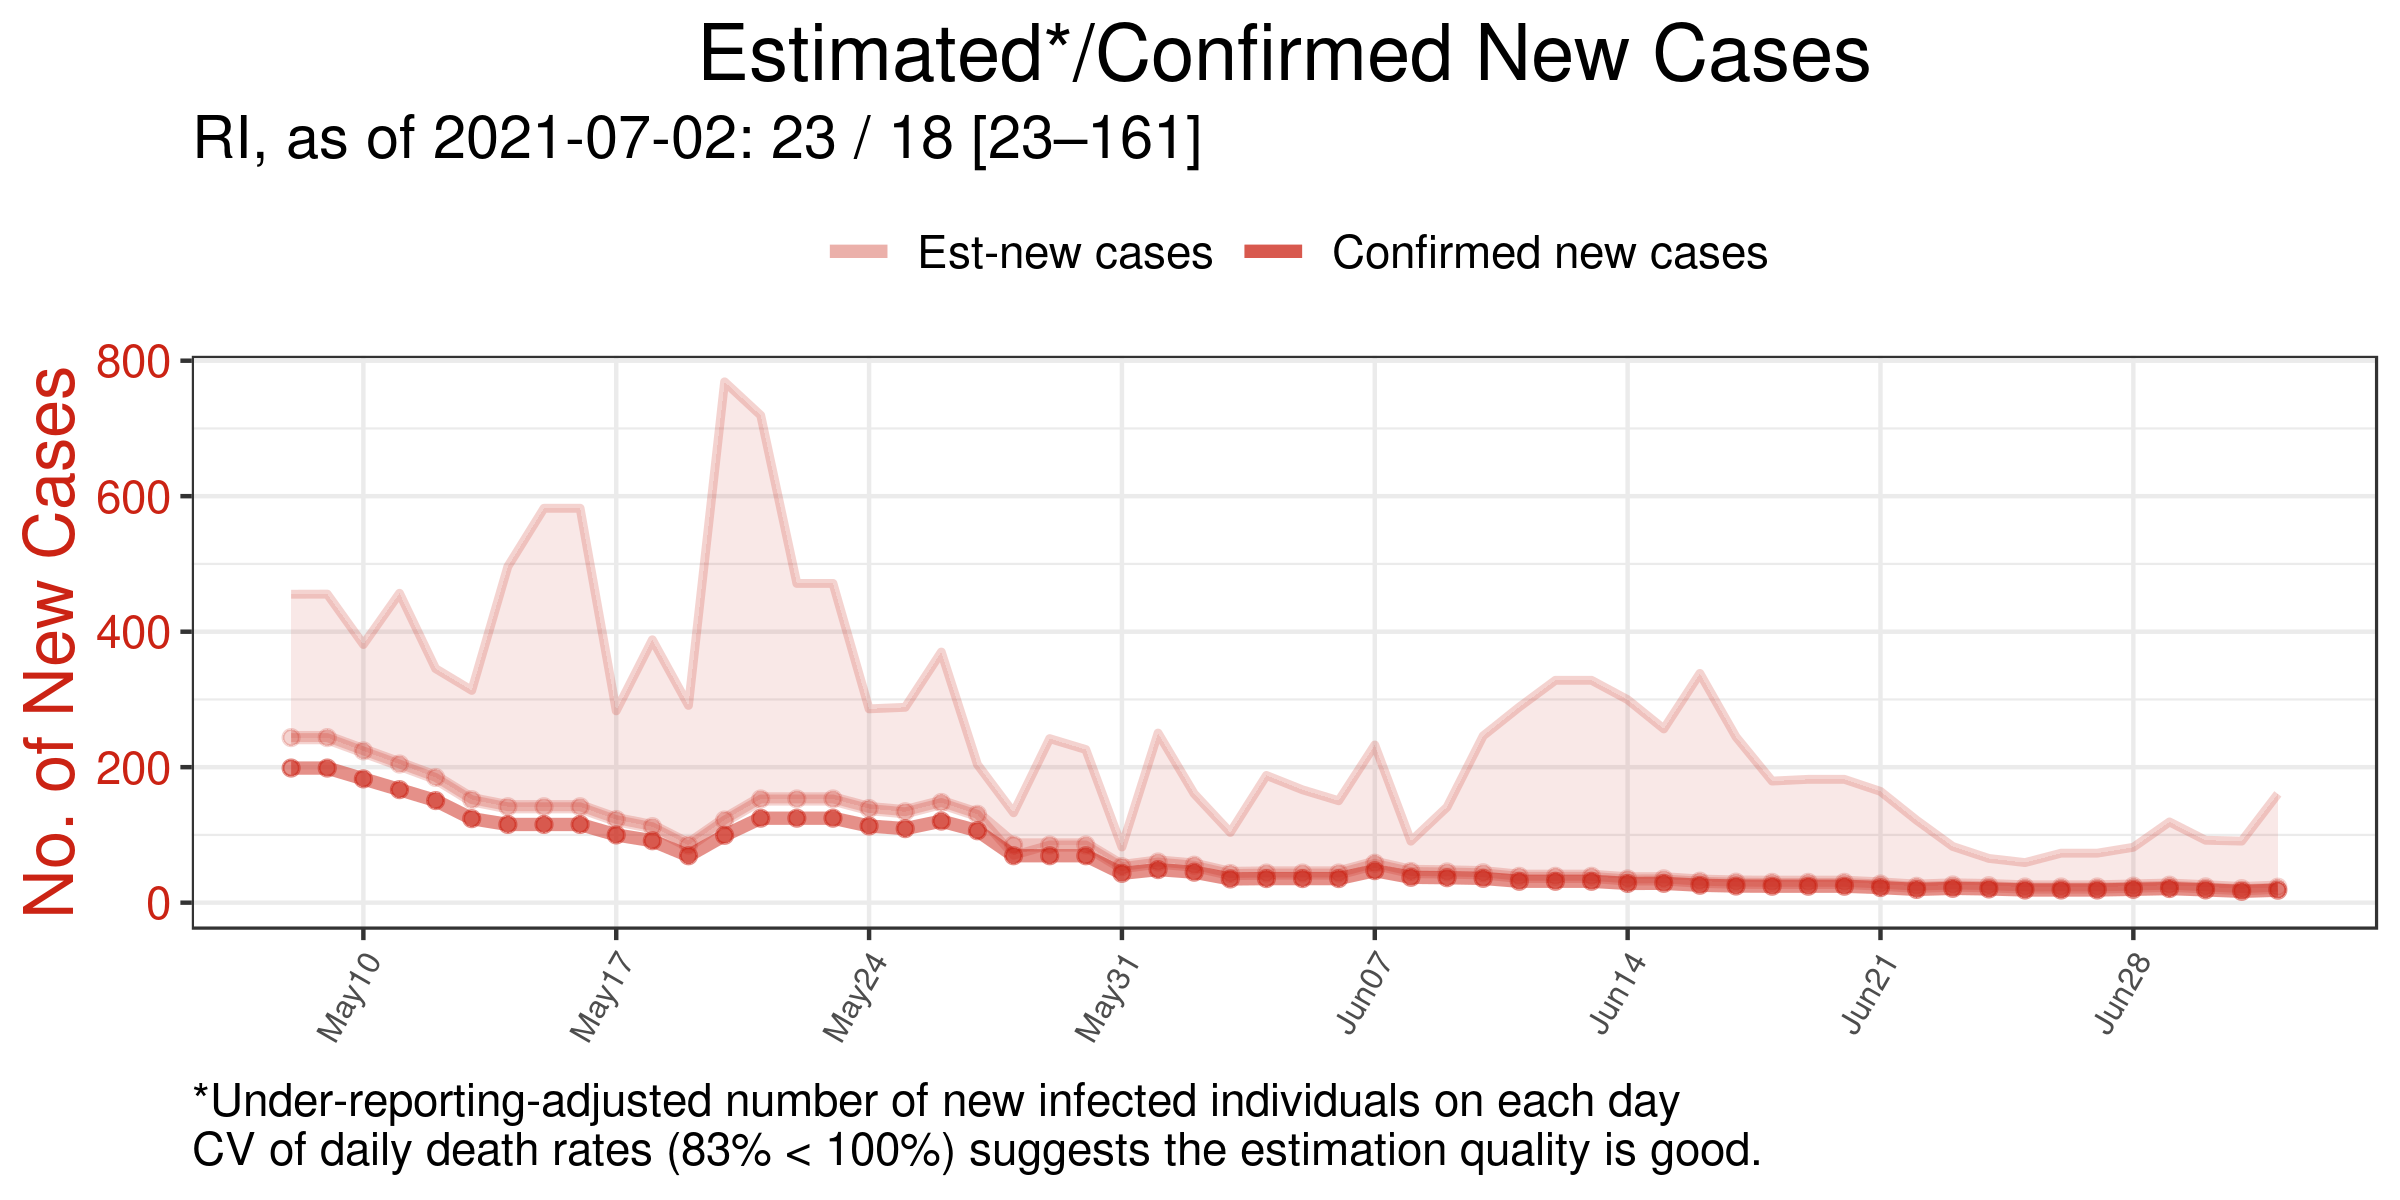 Estimated*/Confirmed New Cases
RI, as of 2021-07-02: 23 / 18 [23–161]
Est-new cases
Confirmed new cases
No. of New Cases
800
600
400
200
0
May10
May17
May24
May31
Jun07
Jun14
Jun21
Jun28
*Under-reporting-adjusted number of new infected individuals on each day
CV of daily death rates (83% < 100%) suggests the estimation quality is good.